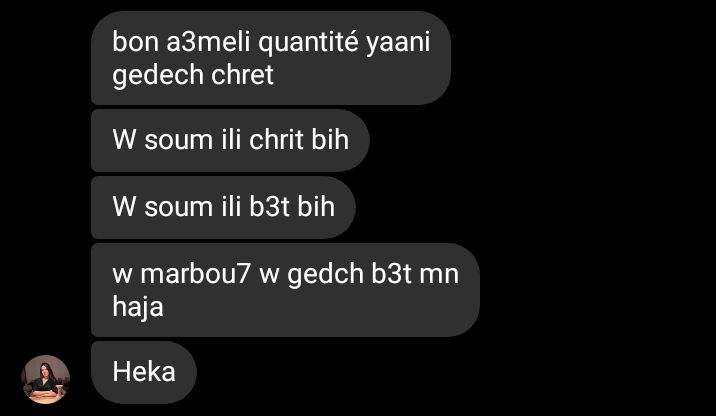 bon a3meli quantité yaani
gedech chret
W soum ili chrit bih
W soum ili b3t bih
w marbou7 w gedch b3t mn
haja
Heka